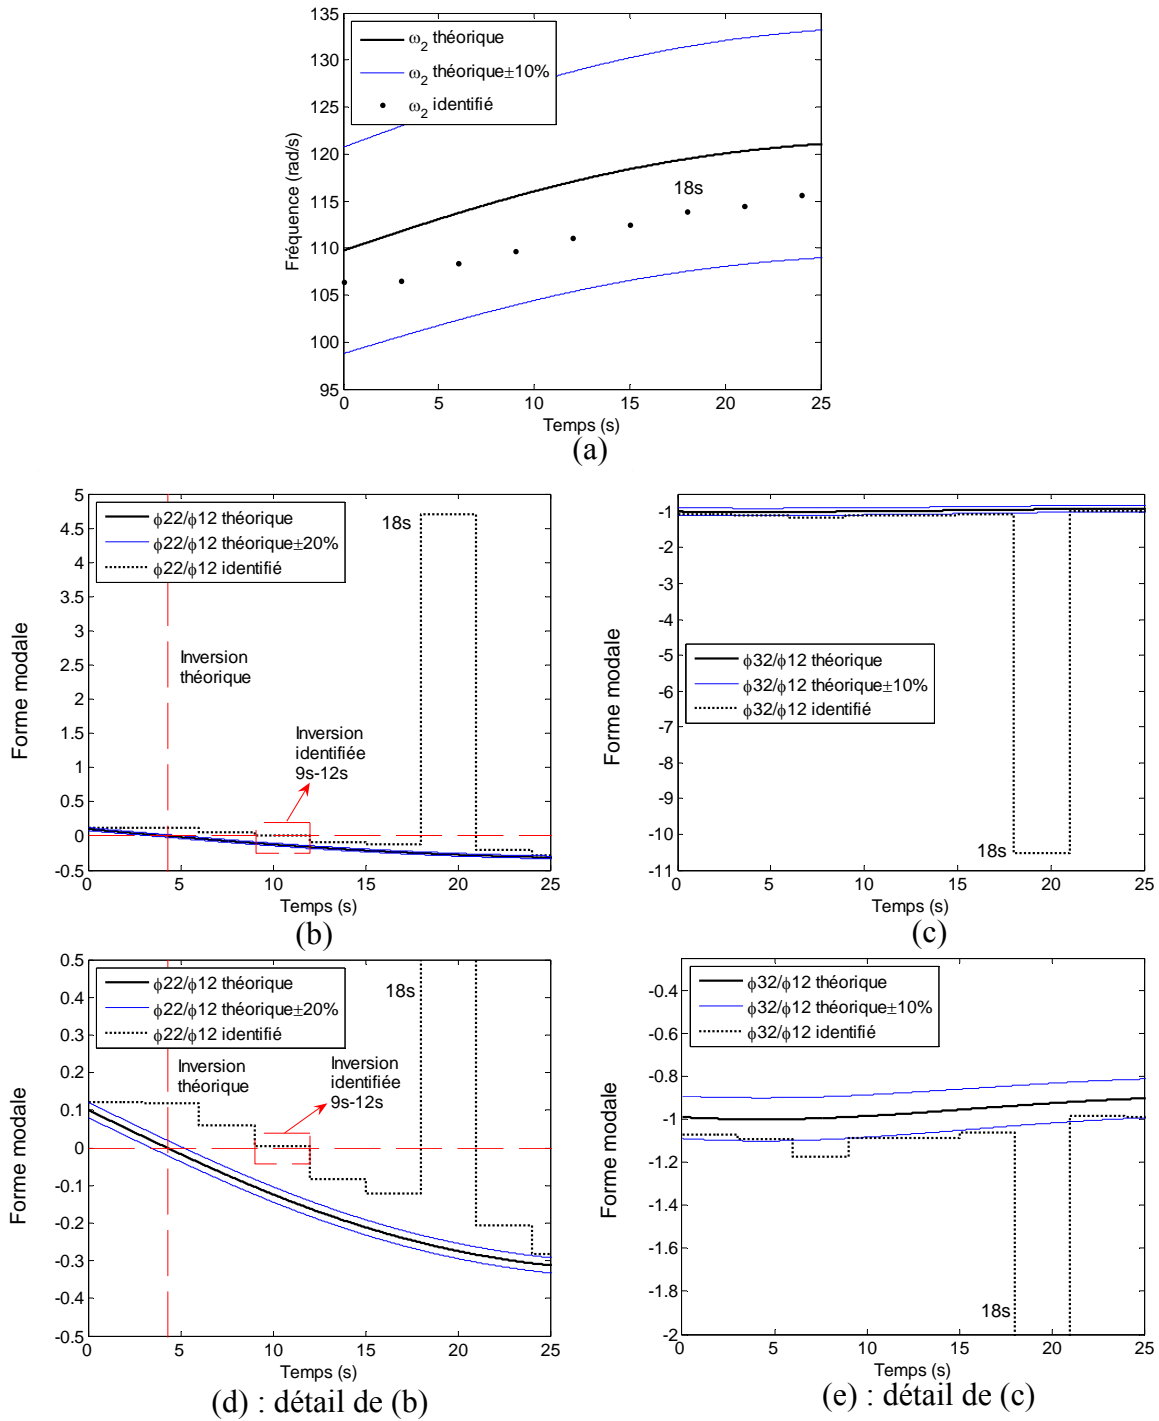 135
130
125
120
115
110
105
100
95
Fréquence (rad/s)
ω2 théorique
ω2 théorique±10%
ω2 identifié
18s
0 5 10 15 20 25
Temps (s)
(a)
5
4.5
4
3.5
3
2.5
2
1.5
1
0.5
0
-0.5
Forme modale
ϕ22/ϕ12 théorique
ϕ22/ϕ12 théorique±20%
ϕ22/ϕ12 identifié
18s
Inversion
théorique
Inversion
identifiée
9s-12s
0 5 10 15 20 25
Temps (s)
(b)
-1
-2
-3
-4
-5
-6
-7
-8
-9
-10
-11
Forme modale
ϕ32/ϕ12 théorique
ϕ32/ϕ12 théorique±10%
ϕ32/ϕ12 identifié
18s
0 5 10 15 20 25
Temps (s)
(c)
0.5
0.4
0.3
0.2
0.1
0
-0.1
-0.2
-0.3
-0.4
-0.5
Forme modale
ϕ22/ϕ12 théorique
ϕ22/ϕ12 théorique±20%
ϕ22/ϕ12 identifié
18s
Inversion
théorique
Inversion
identifiée
9s-12s
0 5 10 15 20 25
Temps (s)
(d) : détail de (b)
-0.4
-0.6
-0.8
-1
-1.2
-1.4
-1.6
-1.8
-2
Forme modale
ϕ32/ϕ12 théorique
ϕ32/ϕ12 théorique±10%
ϕ32/ϕ12 identifié
18s
0 5 10 15 20 25
Temps (s)
(e) : détail de (c)